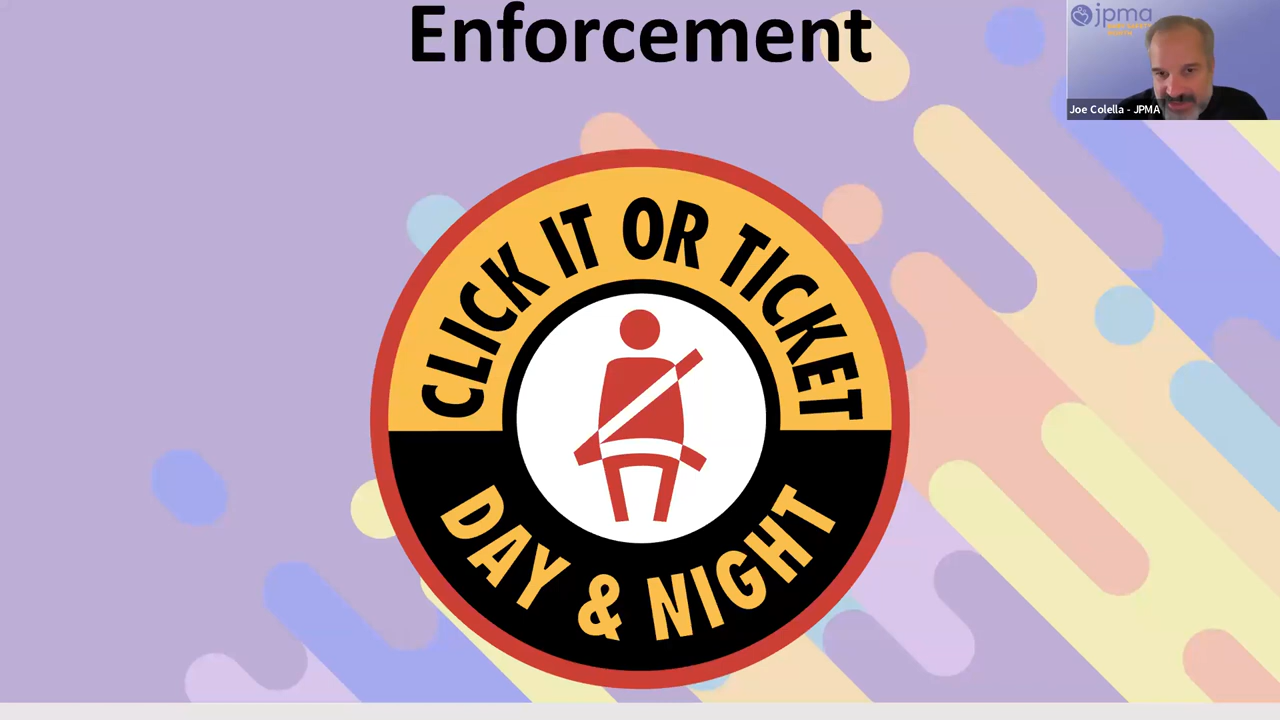 Enforcement
jpma
Joe Colella - JPMA
CLICK IT OR TICKET
DAY & NIGHT